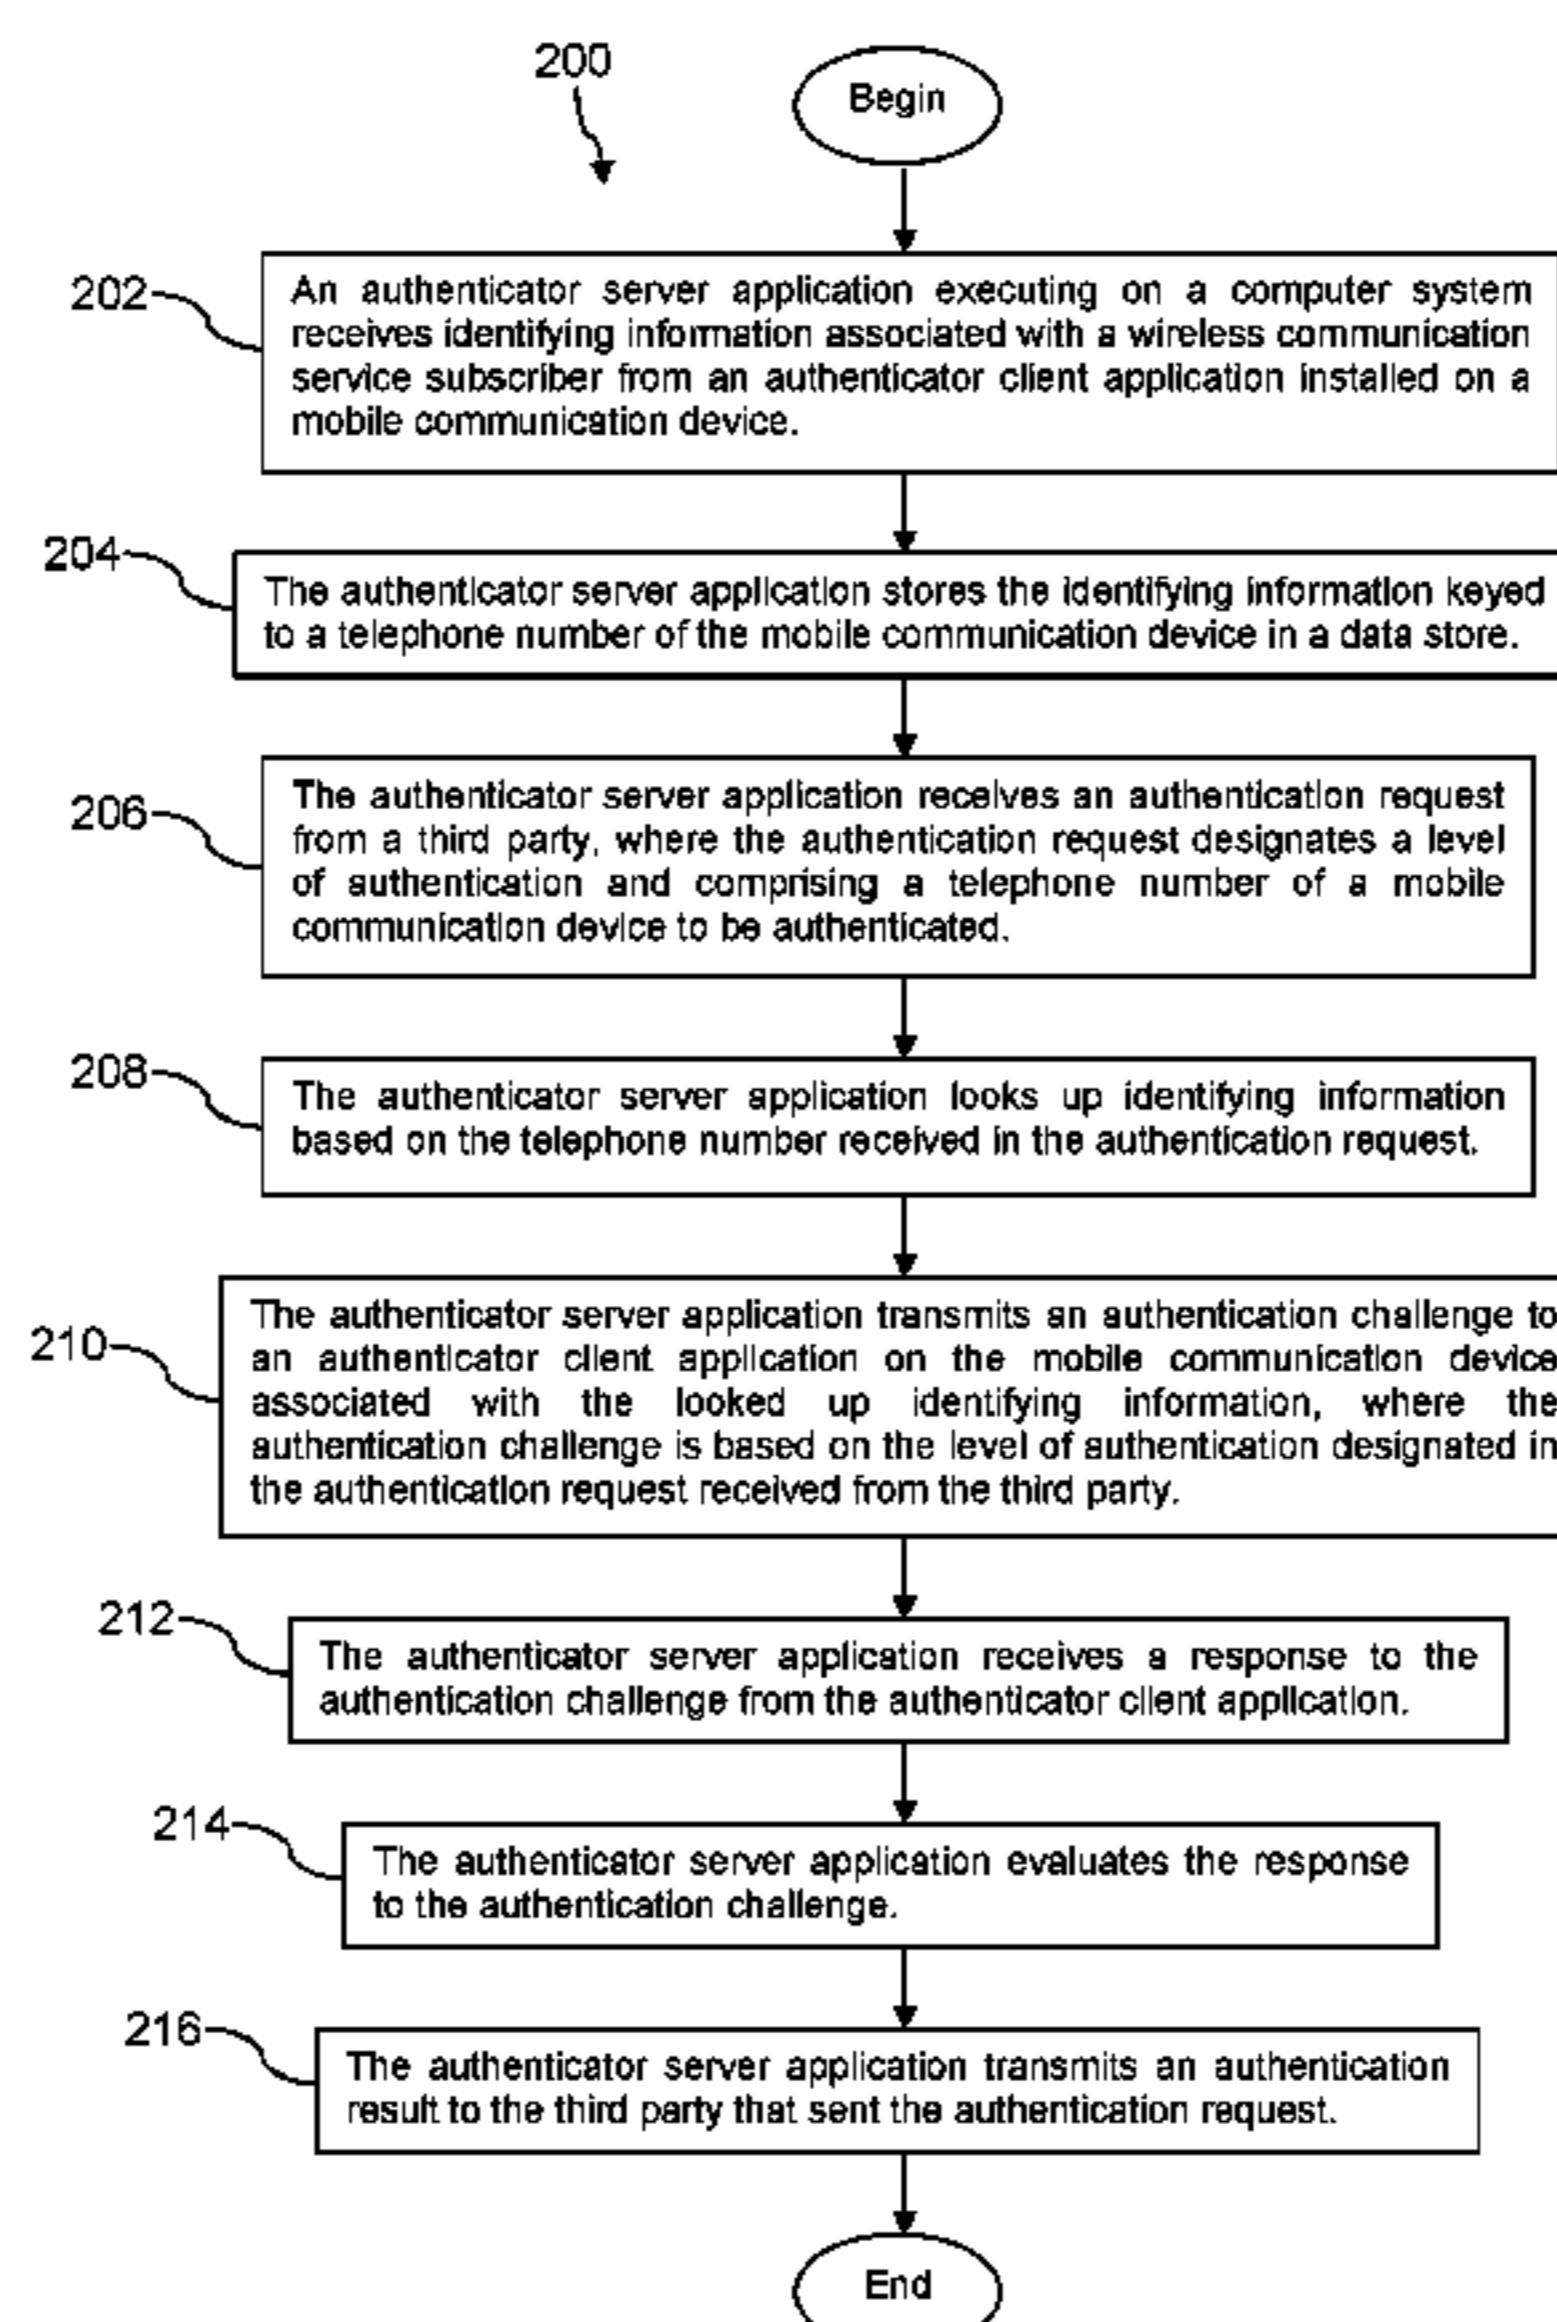 200
Begin
202
An authenticator server application executing on a computer system
receives identifying information associated with a wireless communication
service subscriber from an authenticator client application installed on a
mobile communication device.
204
The authenticator server application stores the identifying information keyed
to a telephone number of the mobile communication device in a data store.
206
The authenticator server application receives an authentication request
from a third party, where the authentication request designates a level
of authentication and comprising a telephone number of a mobile
communication device to be authenticated.
208
The authenticator server application looks up identifying information
based on the telephone number received in the authentication request.
210
The authenticator server application transmits an authentication challenge to
an authenticator client application on the mobile communication device
associated with the looked up identifying information, where the
authentication challenge is based on the level of authentication designated in
the authentication request received from the third party.
212
The authenticator server application receives a response to the
authentication challenge from the authenticator client application.
214
The authenticator server application evaluates the response
to the authentication challenge.
216
The authenticator server application transmits an authentication
result to the third party that sent the authentication request.
End